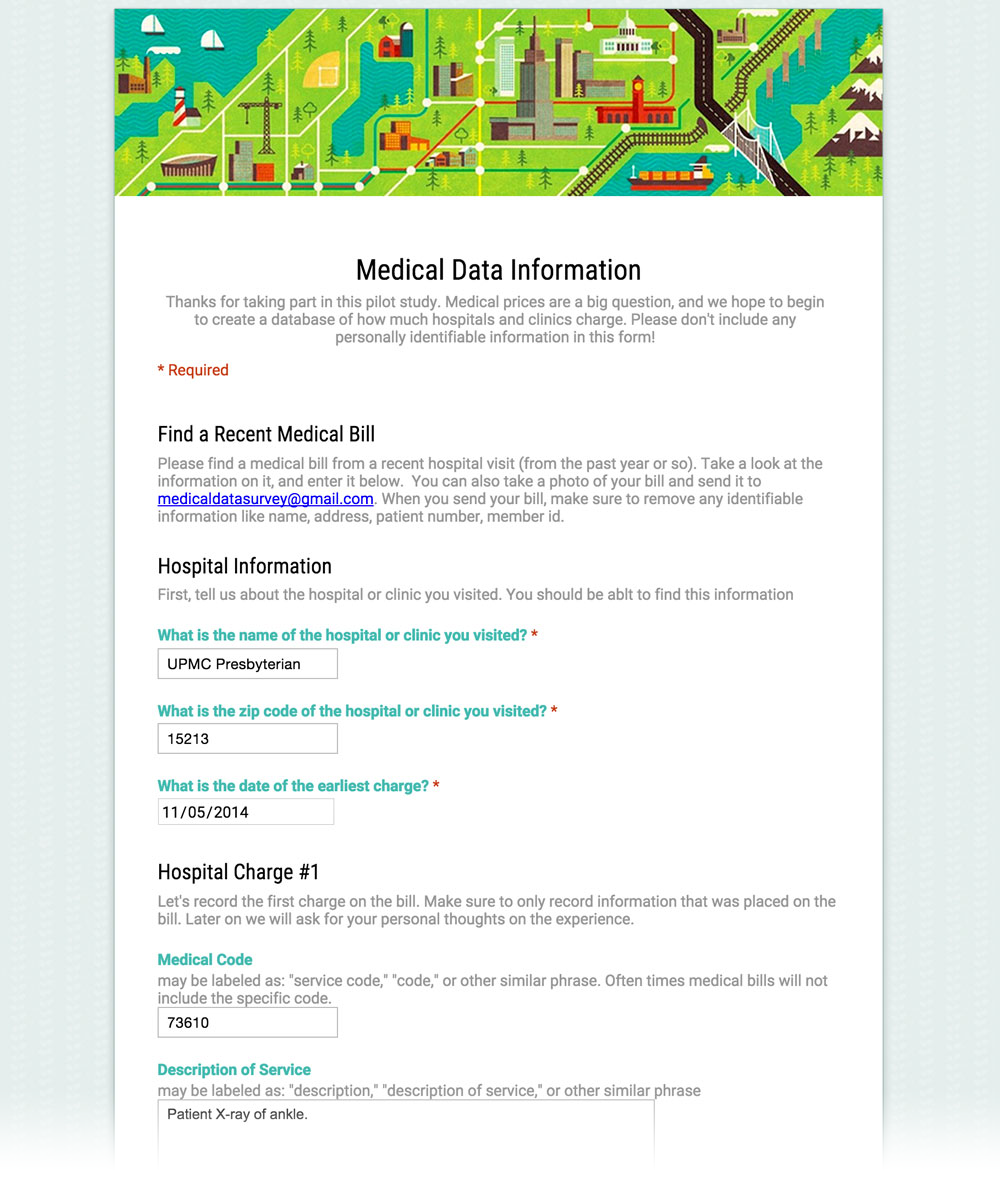 Medical Data Information
Thanks for taking part in this pilot study. Medical prices are a big question, and we hope to begin
to create a database of how much hospitals and clinics charge. Please don't include any
personally identifiable information in this form!
* Required
Find a Recent Medical Bill
Please find a medical bill from a recent hospital visit (from the past year or so). Take a look at the
information on it, and enter it below.  You can also take a photo of your bill and send it to
medicaldatasurvey@gmail.com. When you send your bill, make sure to remove any identifiable
information like name, address, patient number, member id.
Hospital Information
First, tell us about the hospital or clinic you visited. You should be ablt to find this information
What is the name of the hospital or clinic you visited? *
UPMC Presbyterian
What is the zip code of the hospital or clinic you visited? *
15213
What is the date of the earliest charge? *
11/05/2014
Hospital Charge #1
Let's record the first charge on the bill. Make sure to only record information that was placed on the
bill. Later on we will ask for your personal thoughts on the experience.
Medical Code
may be labeled as: "service code," "code," or other similar phrase. Often times medical bills will not
include the specific code.
73610
Description of Service
may be labeled as: "description," "description of service," or other similar phrase
Patient X-ray of ankle.